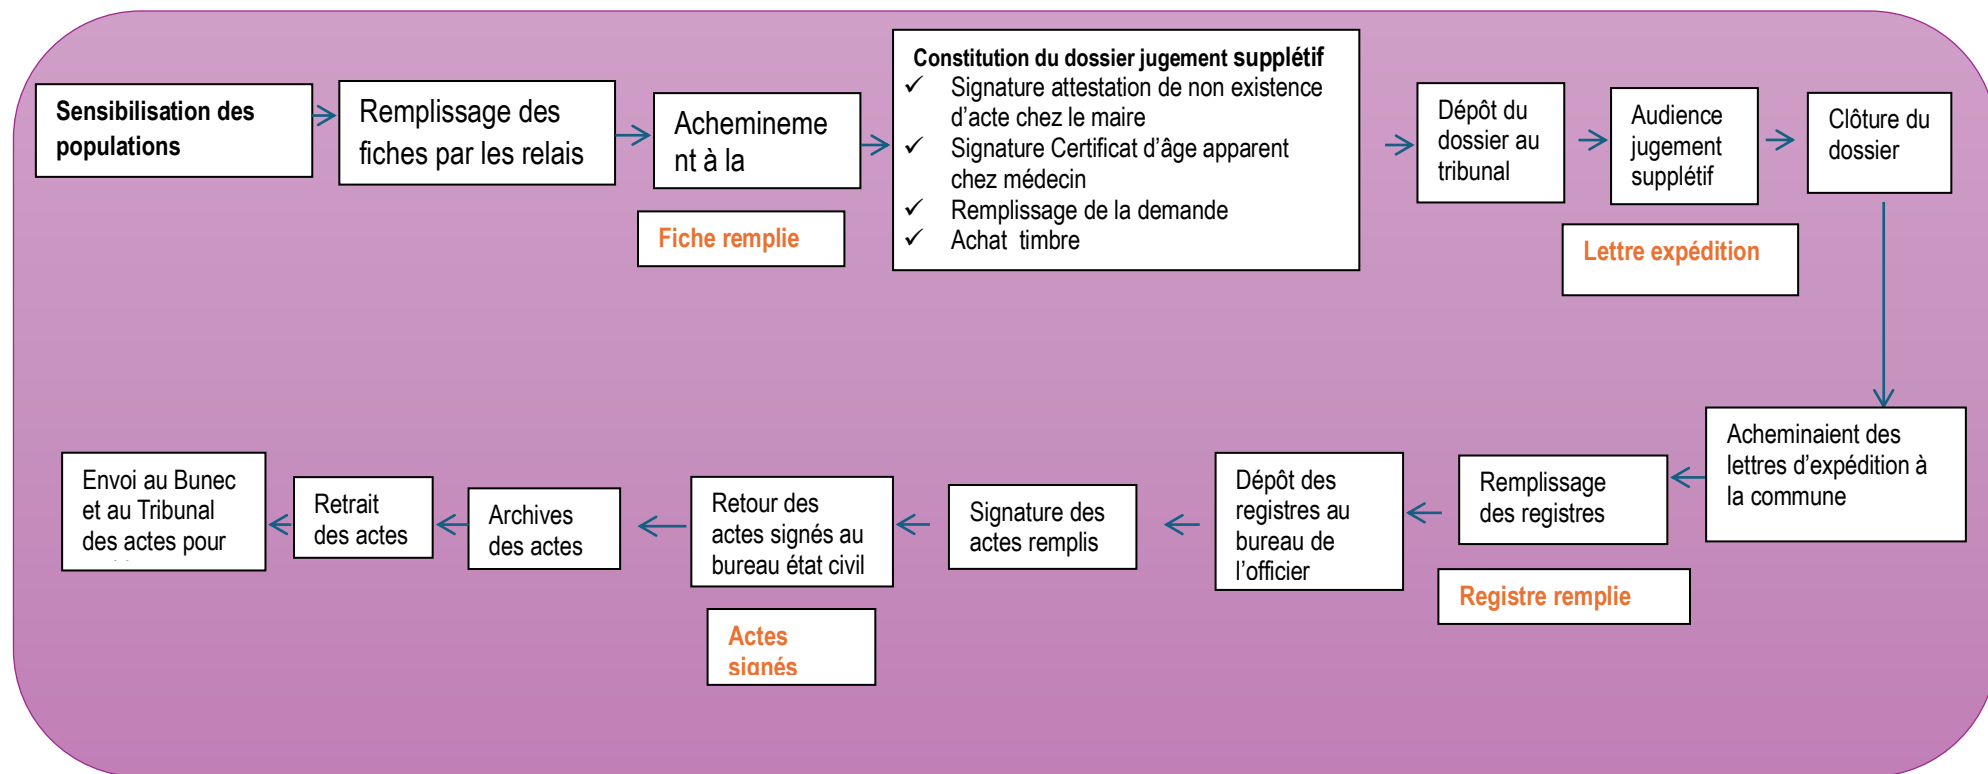 Sensibilisation des
populations
Remplissage des
fiches par les relais
Achemineme
nt à la
Fiche remplie
Constitution du dossier jugement supplétif
✓ Signature attestation de non existence
d'acte chez le maire
✓ Signature Certificat d'âge apparent
chez médecin
✓ Remplissage de la demande
✓ Achat timbre
Dépôt du
dossier au
tribunal
Audience
jugement
supplétif
Lettre expédition
Clôture du
dossier
Acheminaient des
lettres d'expédition à
la commune
Remplissage
des registres
Registre remplie
Dépôt des
registres au
bureau de
l'officier
Signature des
actes remplis
Retour des
actes signés au
bureau état civil
Actes
signés
Archives
des actes
Retrait
des actes
Envoi au Bunec
et au Tribunal
des actes pour